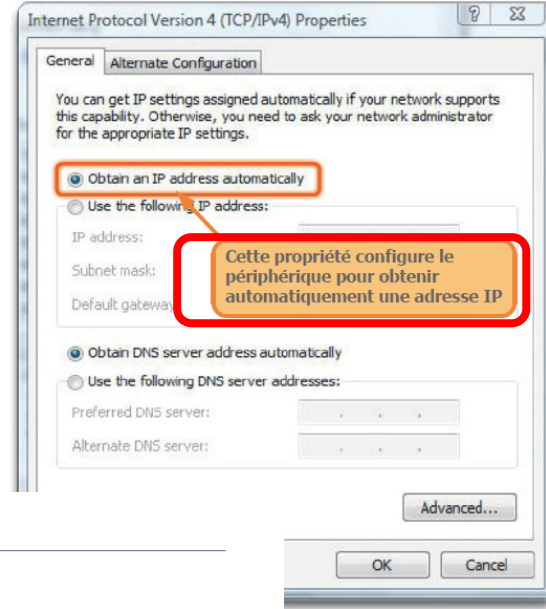 Internet Protocol Version 4 (TCP/IPv4) Properties
General
Alternate Configuration
You can get IP settings assigned automatically if your network supports
this capability. Otherwise, you need to ask your network administrator
for the appropriate IP settings.
Obtain an IP address automatically
Use the following IP address:
IP address:
Subnet mask:
Default gateway
Cette propriété configure le
périphérique pour obtenir
automatiquement une adresse IP
Obtain DNS server address automatically
Use the following DNS server addresses:
Preferred DNS server:
Alternate DNS server:
Advanced...
OK
Cancel